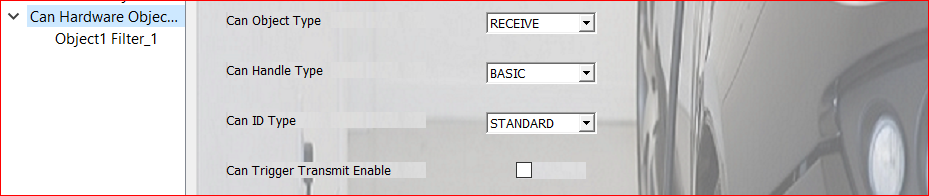 Can Hardware Objec...
Object1 Filter_1
Can Object Type RECEIVE
Can Handle Type BASIC
Can ID Type STANDARD
Can Trigger Transmit Enable